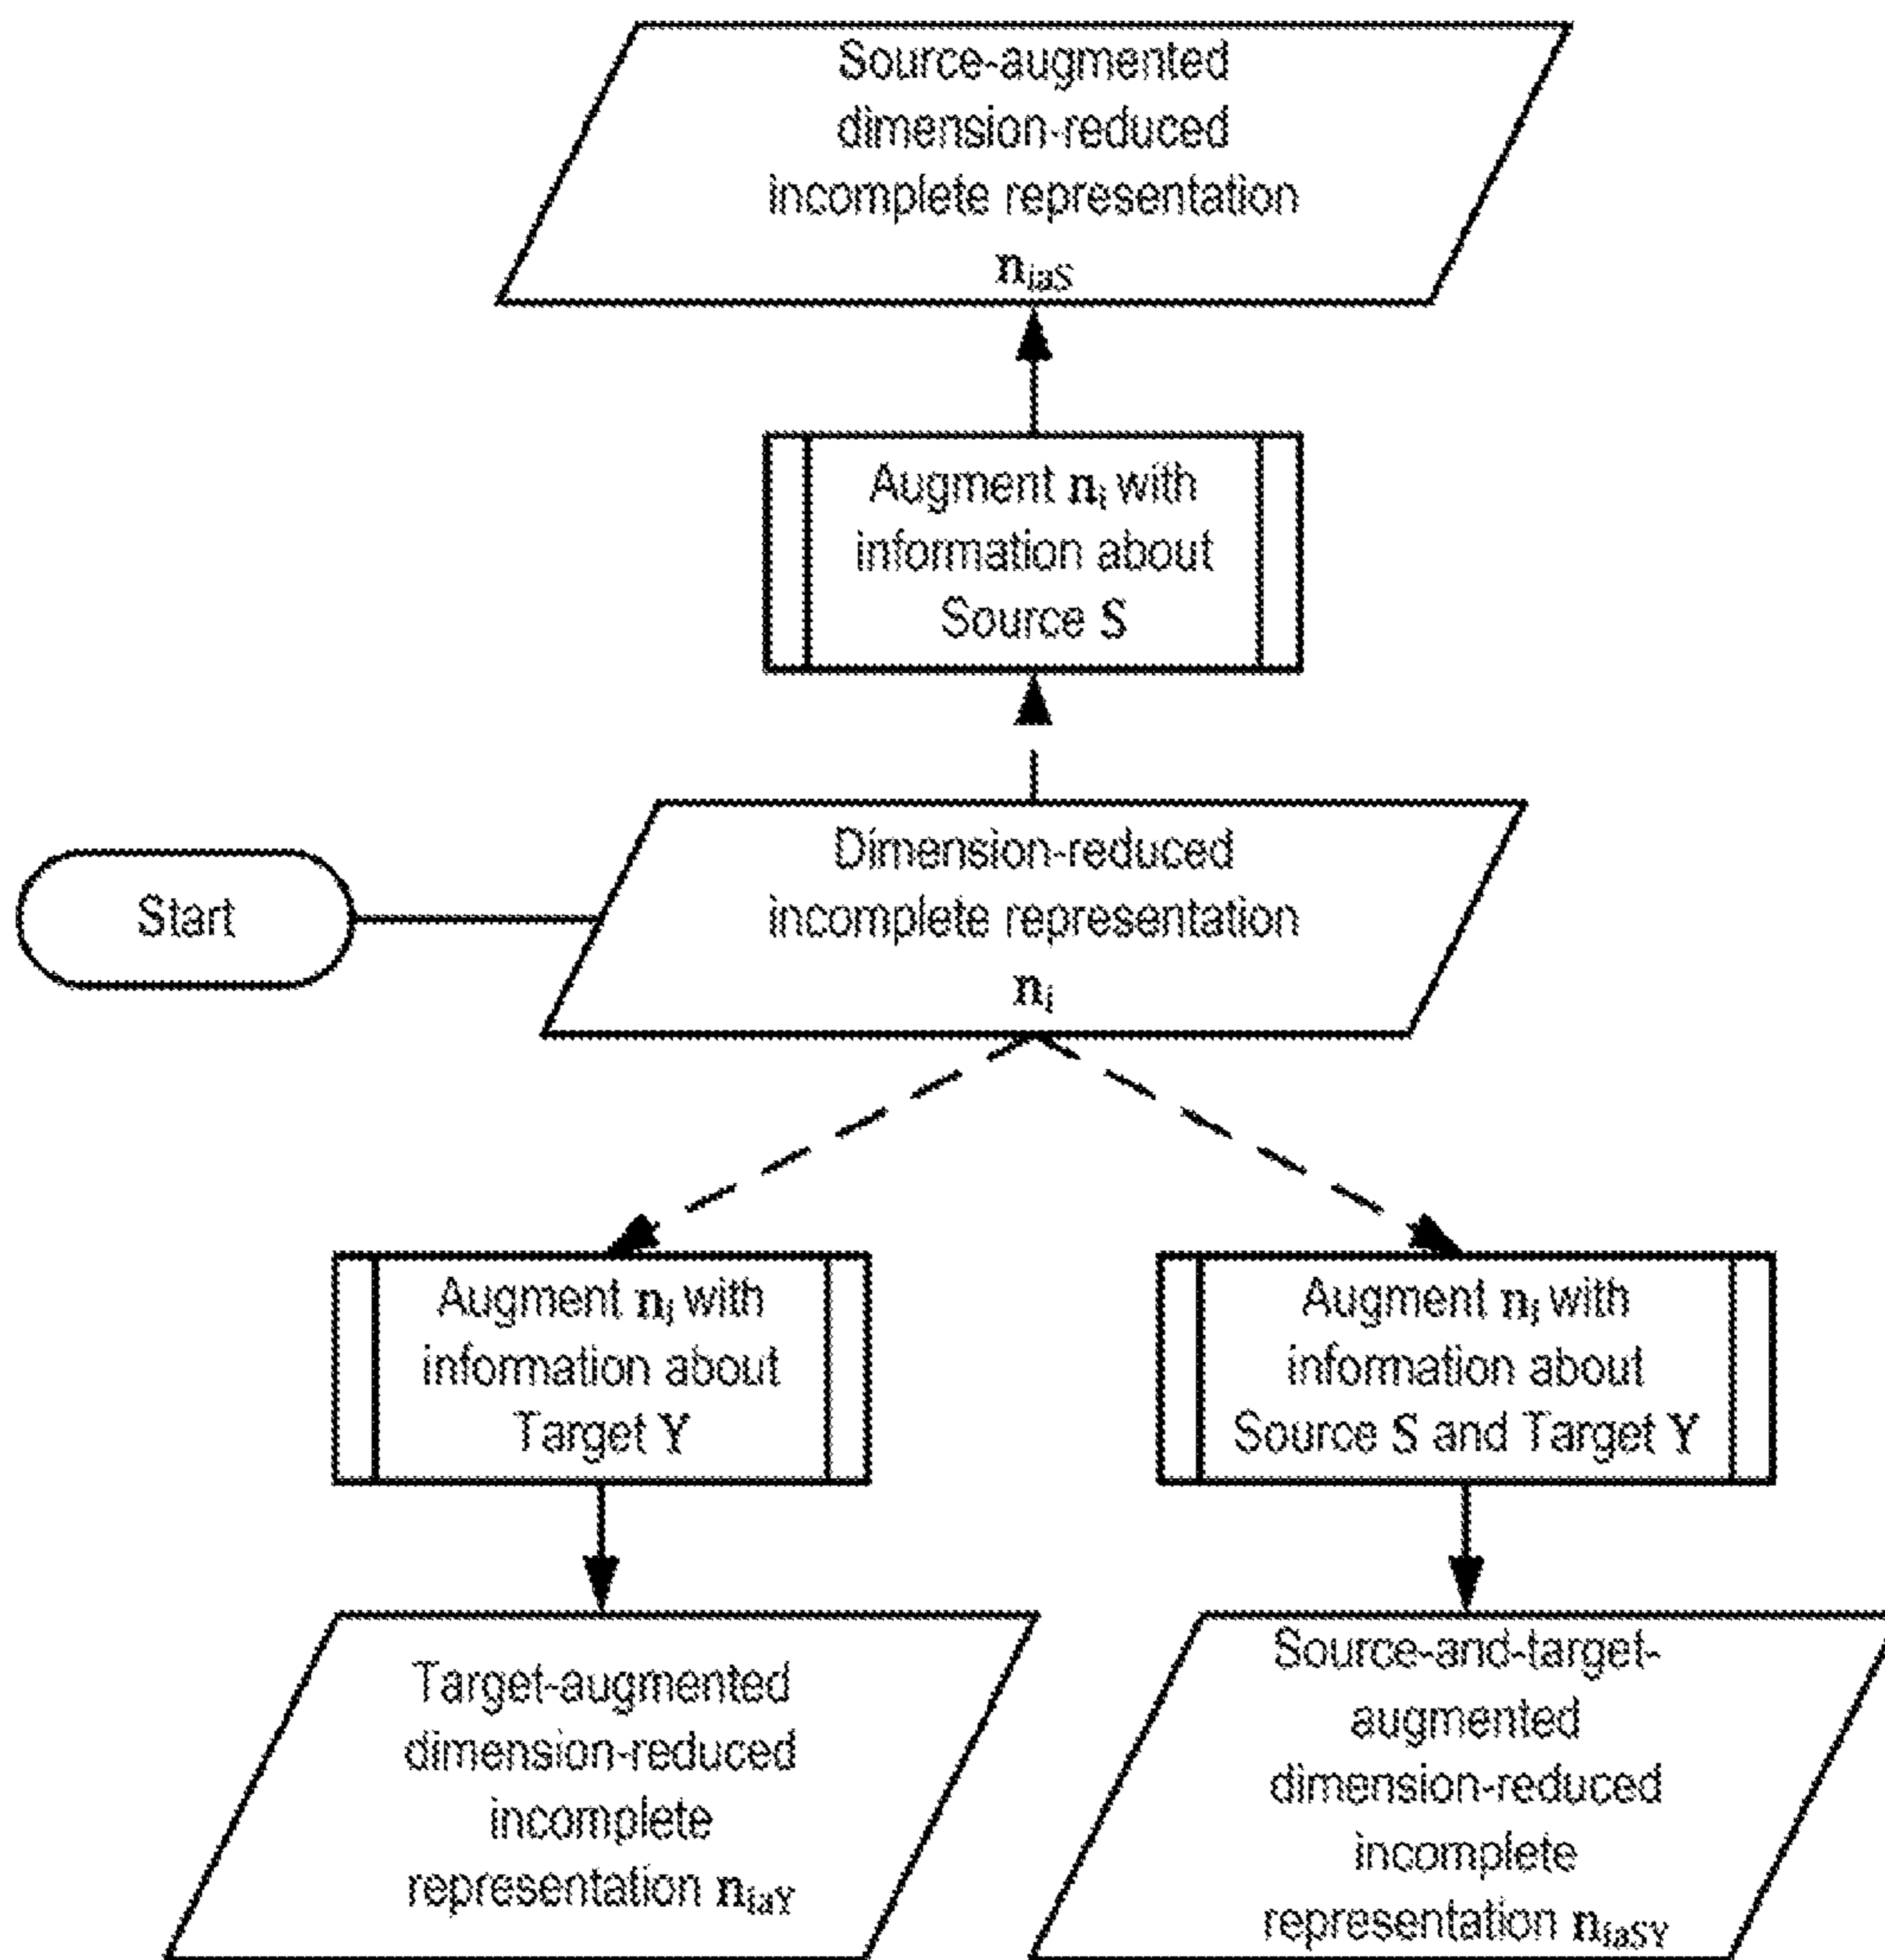 Source-augmented
dimension-reduced
incomplete representation
n_iaS
Augment n_i with
information about
Source S
Start
Dimension-reduced
incomplete representation
n_i
Augment n_i with
information about
Target Y
Augment n_i with
information about
Source S and Target Y
Target-augmented
dimension-reduced
incomplete
representation n_iaY
Source-and-target-
augmented
dimension-reduced
incomplete
representation n_iaSY